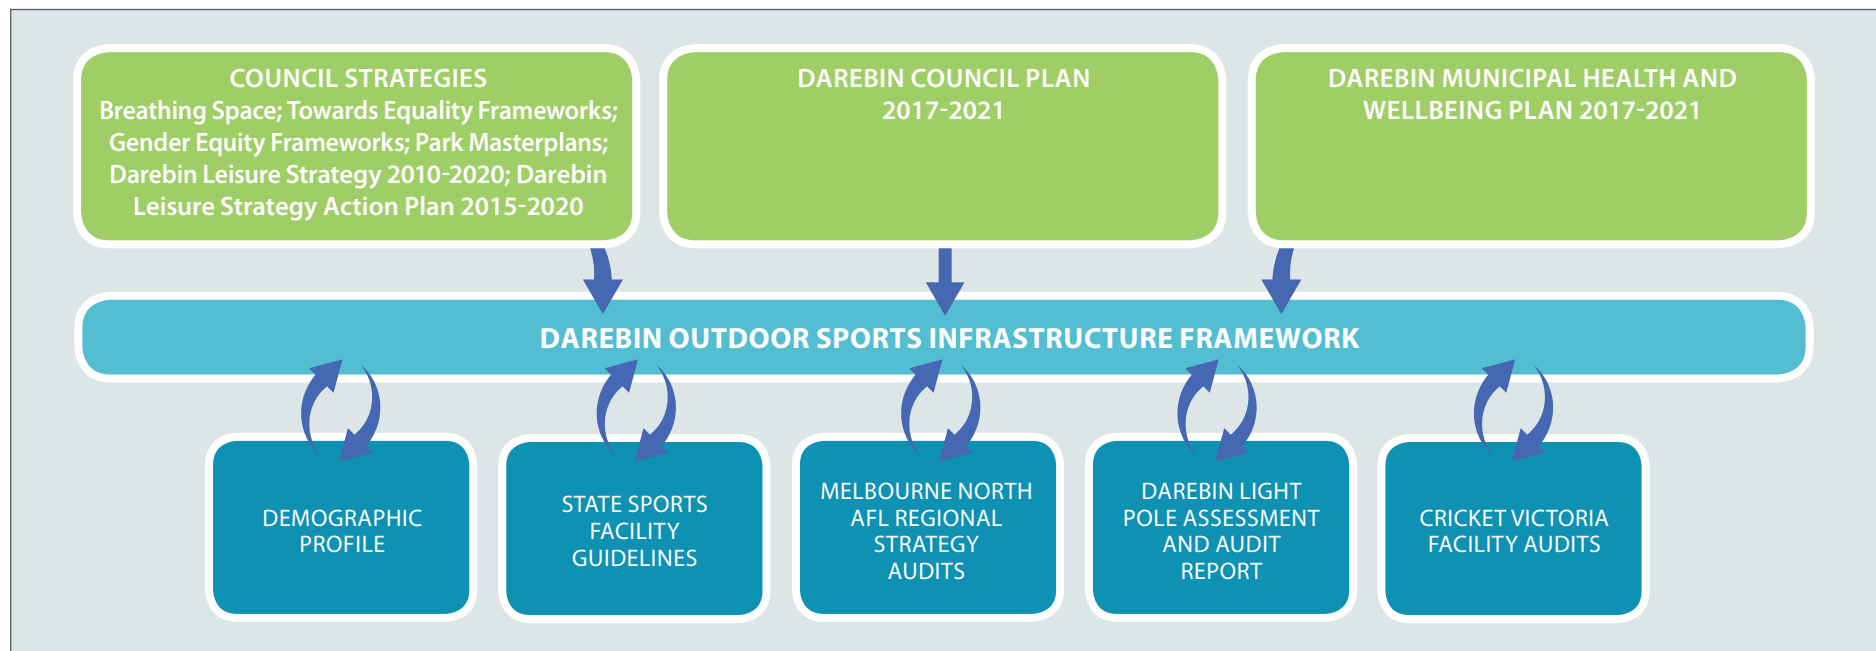 COUNCIL STRATEGIES
Breathing Space; Towards Equality Frameworks;
Gender Equity Frameworks; Park Masterplans;
Darebin Leisure Strategy 2010-2020; Darebin
Leisure Strategy Action Plan 2015-2020
DAREBIN COUNCIL PLAN
2017-2021
DAREBIN MUNICIPAL HEALTH AND
WELLBEING PLAN 2017-2021
DAREBIN OUTDOOR SPORTS INFRASTRUCTURE FRAMEWORK
DEMOGRAPHIC
PROFILE
STATE SPORTS
FACILITY
GUIDELINES
MELBOURNE NORTH
AFL REGIONAL
STRATEGY
AUDITS
DAREBIN LIGHT
POLE ASSESSMENT
AND AUDIT
REPORT
CRICKET VICTORIA
FACILITY AUDITS